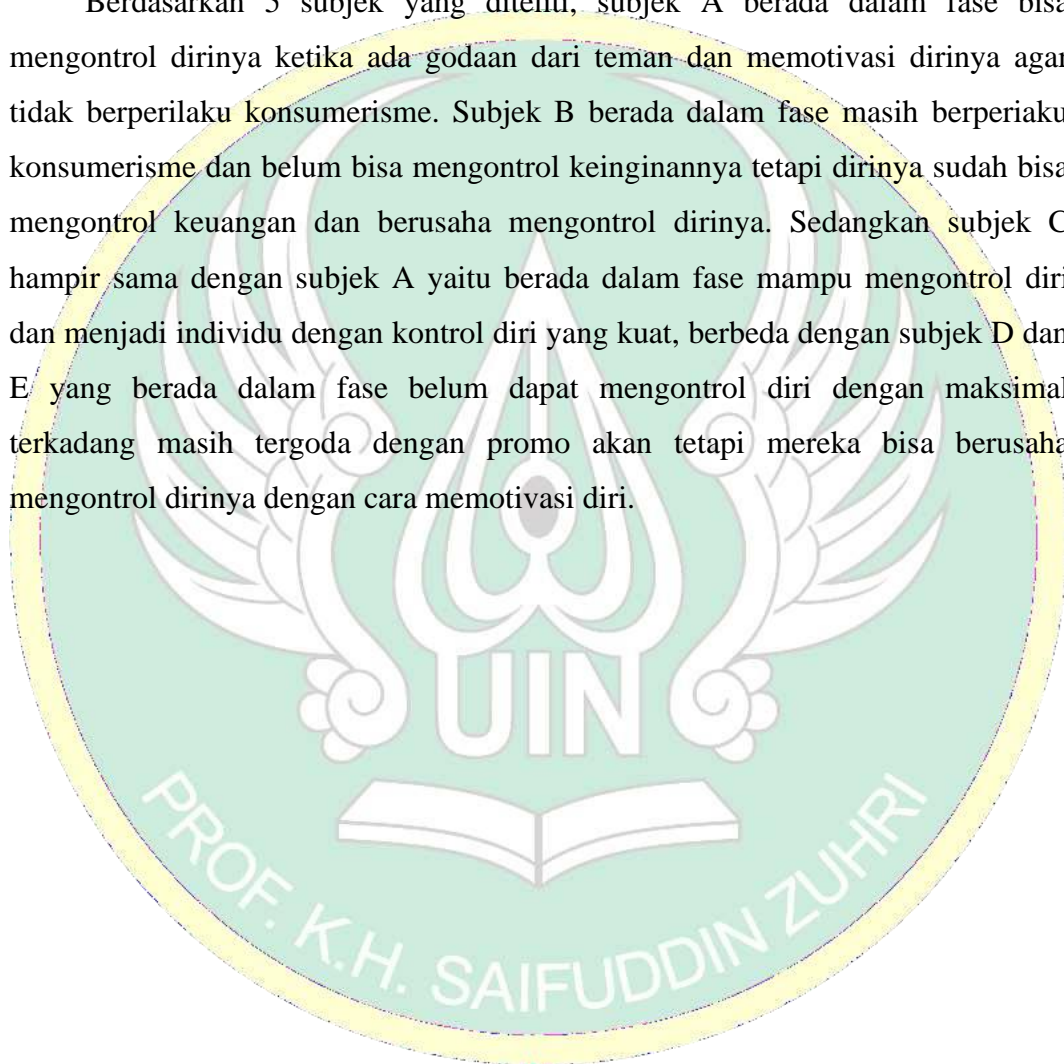 Berdasarkan 5 subjek yang diteliti, subjek A berada dalam fase bisa
mengontrol dirinya ketika ada godaan dari teman dan memotivasi dirinya agar
tidak berperilaku konsumerisme. Subjek B berada dalam fase masih berperiaku
konsumerisme dan belum bisa mengontrol keinginannya tetapi dirinya sudah bisa
mengontrol keuangan dan berusaha mengontrol dirinya. Sedangkan subjek C
hampir sama dengan subjek A yaitu berada dalam fase mampu mengontrol diri
dan menjadi individu dengan kontrol diri yang kuat, berbeda dengan subjek D dan
E yang berada dalam fase belum dapat mengontrol diri dengan maksimal
terkadang masih tergoda dengan promo akan tetapi mereka bisa berusaha
mengontrol dirinya dengan cara memotivasi diri.
UIN
PROF. K.H. SAIFUDDIN ZUHRI